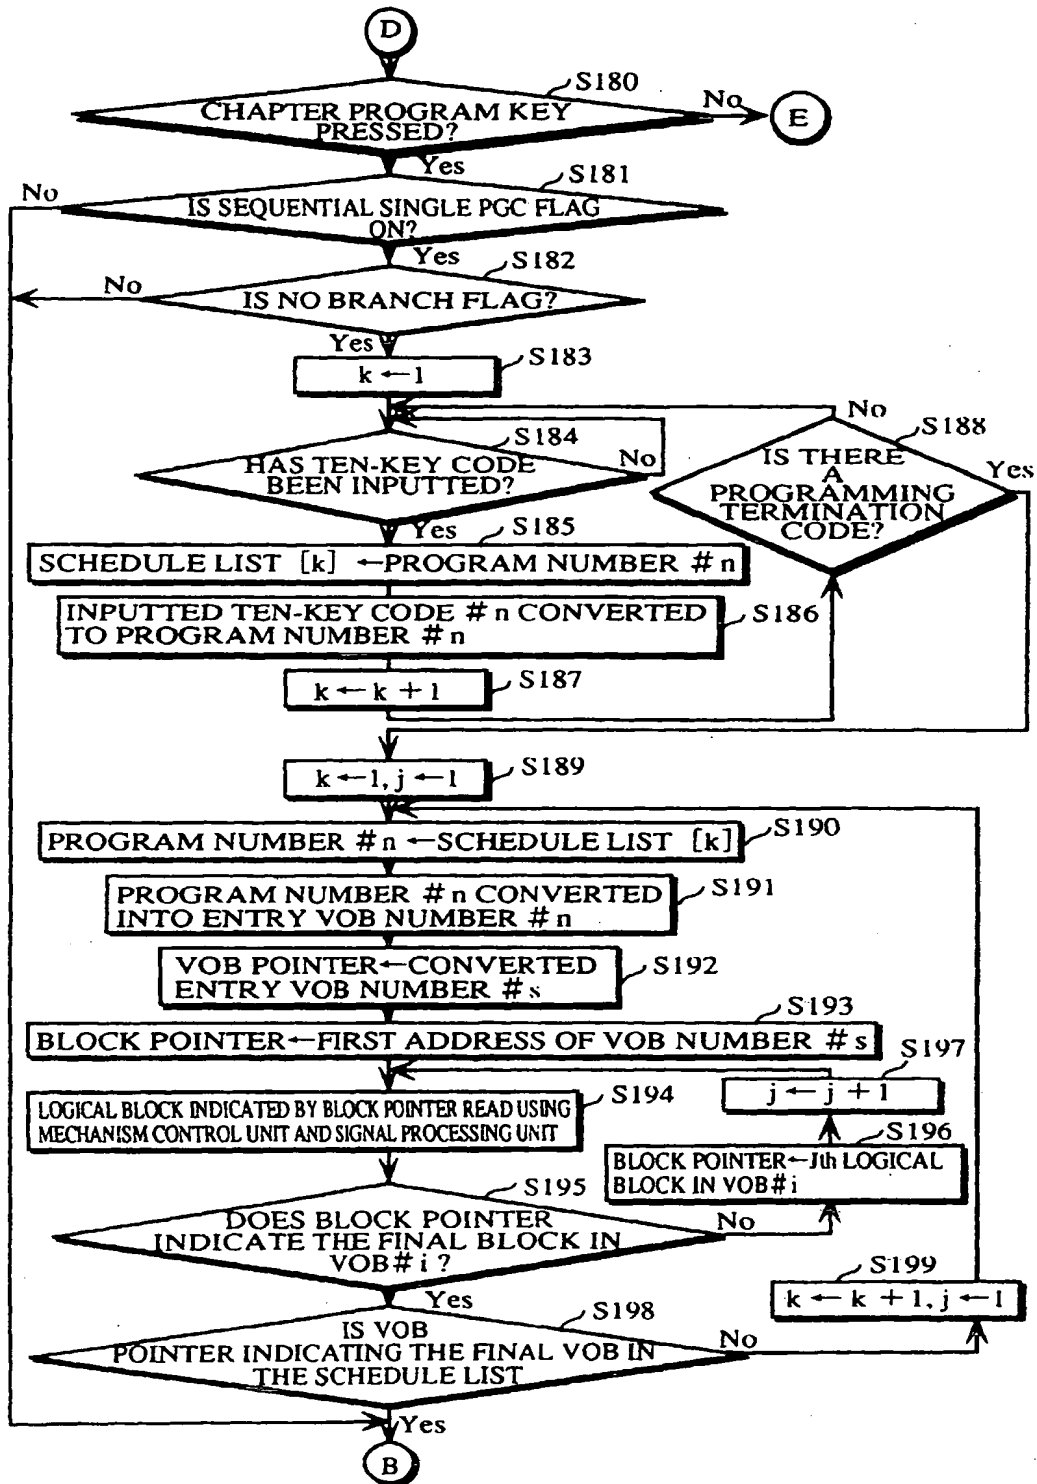 D
S180
CHAPTER PROGRAM KEY
PRESSED?
No
E
Yes
S181
No
IS SEQUENTIAL SINGLE PGC FLAG
ON?
Yes
S182
No
IS NO BRANCH FLAG?
Yes
S183
k ← 1
No
S188
S184
HAS TEN-KEY CODE
BEEN INPUTTED?
No
IS THERE
A
PROGRAMMING
TERMINATION
CODE?
Yes
Yes
S185
SCHEDULE LIST [k] ← PROGRAM NUMBER #n
INPUTTED TEN-KEY CODE #n CONVERTED
TO PROGRAM NUMBER #n
S186
k ← k + 1
S187
k ← 1, j ← 1
S189
PROGRAM NUMBER #n ← SCHEDULE LIST [k]
S190
PROGRAM NUMBER #n CONVERTED
INTO ENTRY VOB NUMBER #n
S191
VOB POINTER ← CONVERTED
ENTRY VOB NUMBER #s
S192
S193
BLOCK POINTER ← FIRST ADDRESS OF VOB NUMBER #s
S197
j ← j + 1
S194
LOGICAL BLOCK INDICATED BY BLOCK POINTER READ USING
MECHANISM CONTROL UNIT AND SIGNAL PROCESSING UNIT
S196
BLOCK POINTER ← Jth LOGICAL
BLOCK IN VOB#i
S195
DOES BLOCK POINTER
INDICATE THE FINAL BLOCK IN
VOB#i ?
No
Yes
S199
k ← k + 1, j ← 1
S198
IS VOB
POINTER INDICATING THE FINAL VOB IN
THE SCHEDULE LIST
No
Yes
B